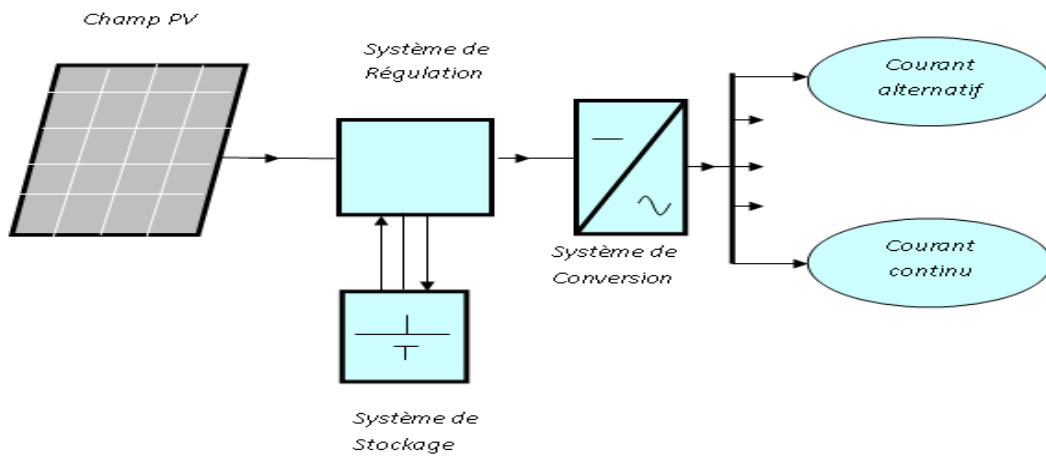 Champ PV
Système de
Régulation
Courant
alternatif
Système de
Conversion
Courant
continu
Système de
Stockage